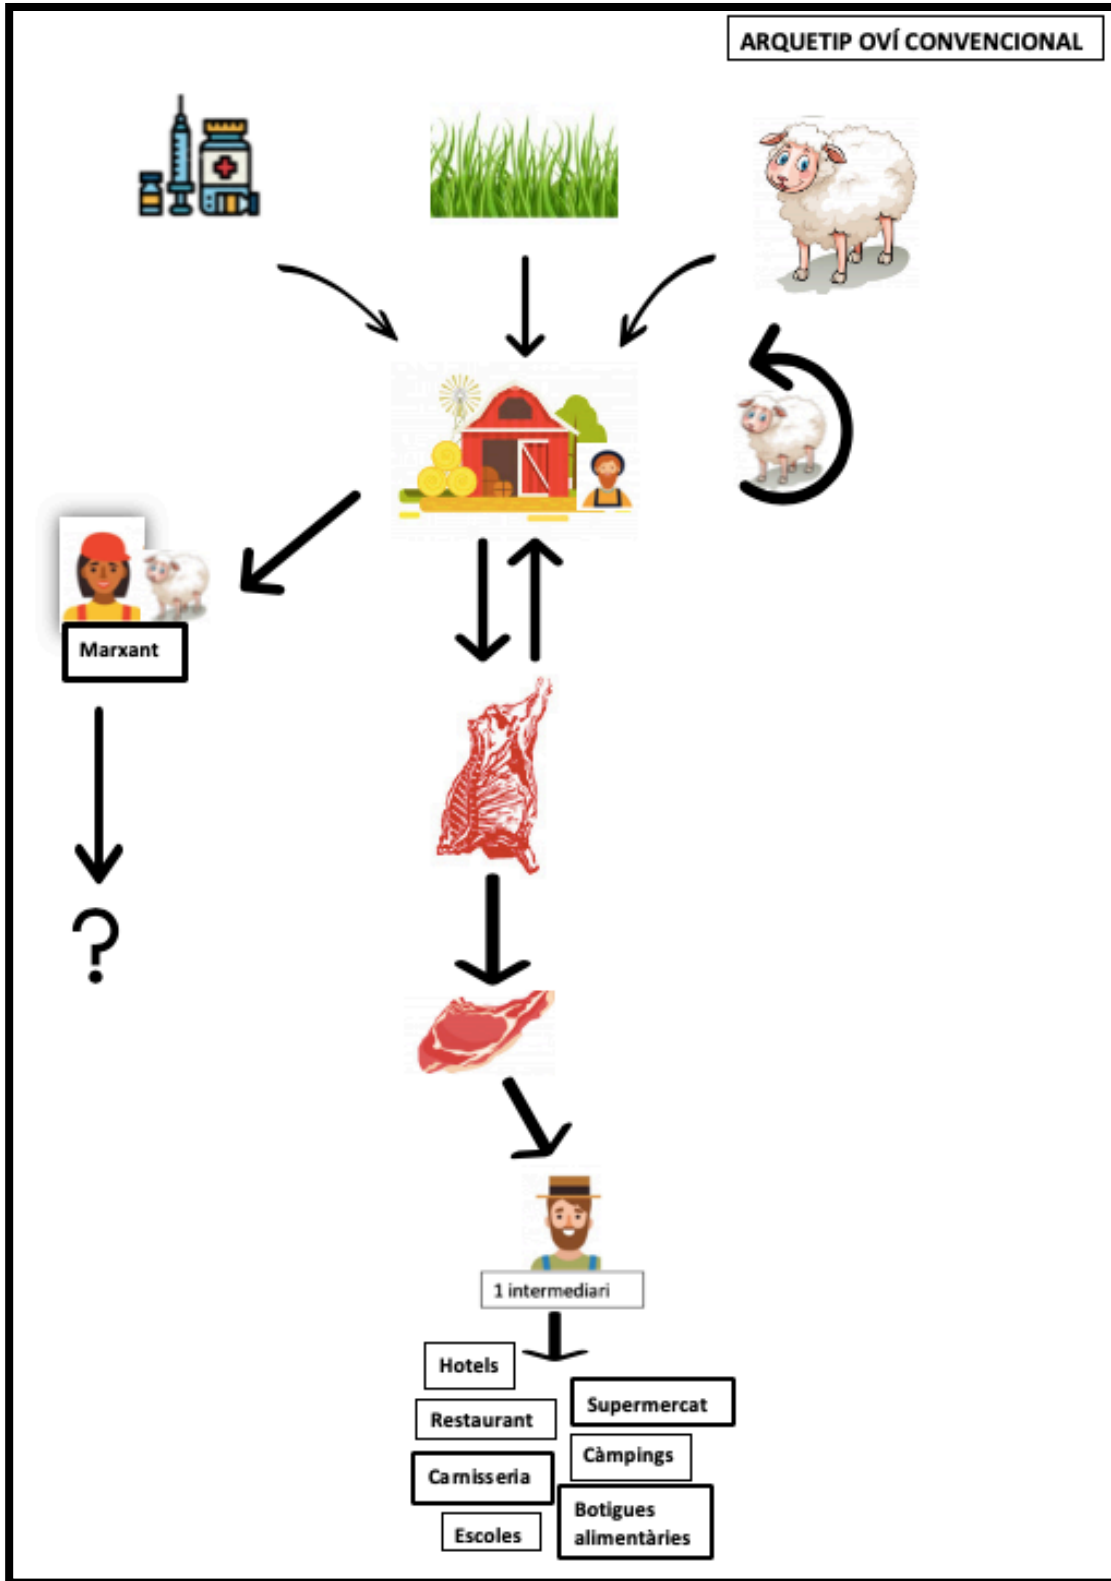 ARQUETIP OVÍ CONVENCIONAL
Marxant
?
1 intermediari
Hotels
Supermercat
Restaurant
Càmpings
Carnisseria
Botigues
alimentàries
Escoles